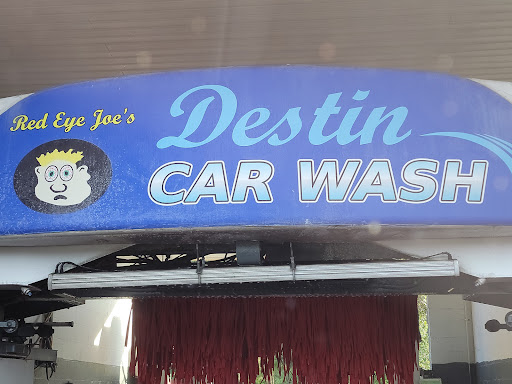 Red Eye Joe's
Destin
CAR WASH